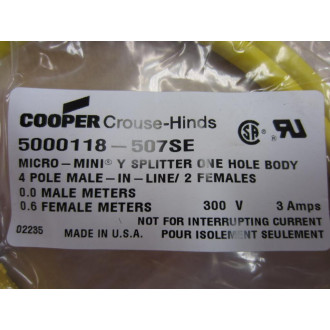 COOPER Crouse-Hinds
5000118-507SE
MICRO-MINI® Y SPLITTER ONE HOLE BODY
4 POLE MALE-IN-LINE/ 2 FEMALES
0.0 MALE METERS
0.6 FEMALE METERS 300 V 3 Amps
NOT FOR INTERRUPTING CURRENT
02235 MADE IN U.S.A. POUR ISOLEMENT SEULEMENT